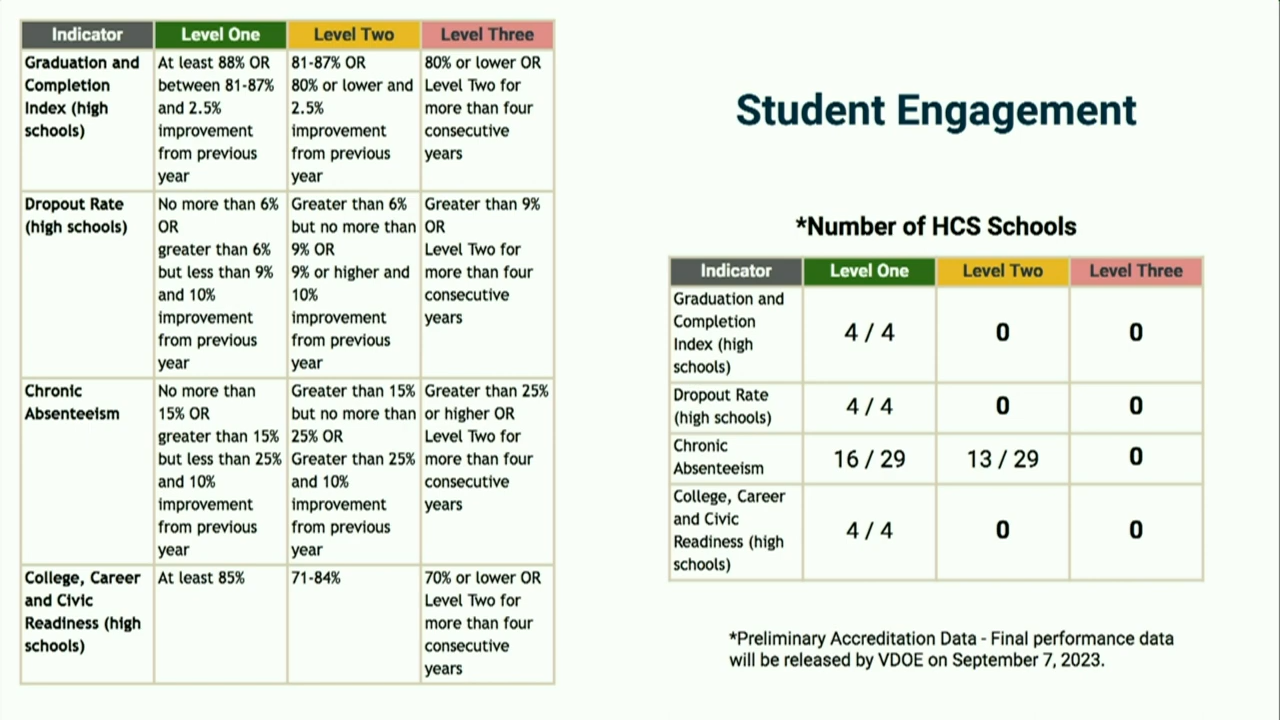 Indicator Level One Level Two Level Three
Graduation and Completion Index (high schools)
At least 88% OR between 81-87% and 2.5% improvement from previous year
81-87% OR 80% or lower and 2.5% improvement from previous year
80% or lower OR Level Two for more than four consecutive years
Dropout Rate (high schools)
No more than 6% OR greater than 6% but less than 9% and 10% improvement from previous year
Greater than 6% but no more than 9% OR 9% or higher and 10% improvement from previous year
Greater than 9% OR Level Two for more than four consecutive years
Chronic Absenteeism
No more than 15% OR greater than 15% but less than 25% and 10% improvement from previous year
Greater than 15% but no more than 25% OR Greater than 25% and 10% improvement from previous year
Greater than 25% or higher OR Level Two for more than four consecutive years
College, Career and Civic Readiness (high schools)
At least 85%
71-84%
70% or lower OR Level Two for more than four consecutive years
Student Engagement
*Number of HCS Schools
Indicator Level One Level Two Level Three
Graduation and Completion Index (high schools)
4 / 4 0 0
Dropout Rate (high schools)
4 / 4 0 0
Chronic Absenteeism
16 / 29 13 / 29 0
College, Career and Civic Readiness (high schools)
4 / 4 0 0
*Preliminary Accreditation Data - Final performance data
will be released by VDOE on September 7, 2023.